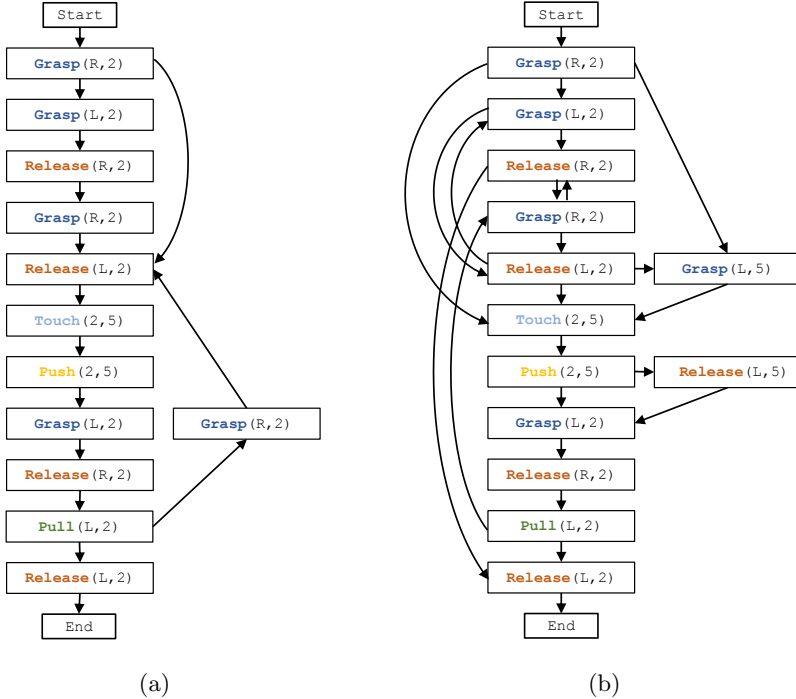 Start
Grasp(R,2)
Grasp(L,2)
Release(R,2)
Grasp(R,2)
Release(L,2)
Touch(2,5)
Push(2,5)
Grasp(L,2)
Grasp(R,2)
Release(R,2)
Pull(L,2)
Release(L,2)
End
(a)
Start
Grasp(R,2)
Grasp(L,2)
Release(R,2)
Grasp(R,2)
Release(L,2)
Grasp(L,5)
Touch(2,5)
Push(2,5)
Release(L,5)
Grasp(L,2)
Release(R,2)
Pull(L,2)
Release(L,2)
End
(b)